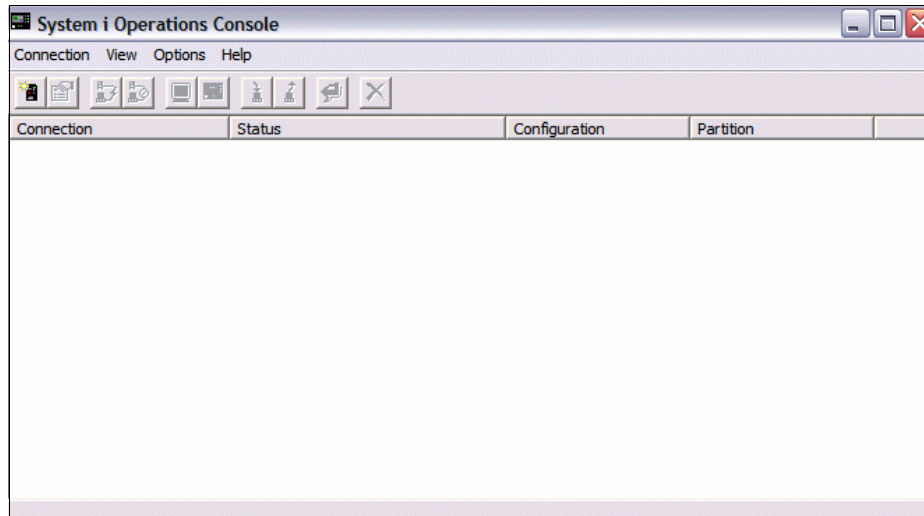 System i Operations Console
Connection View Options Help
Connection Status Configuration Partition